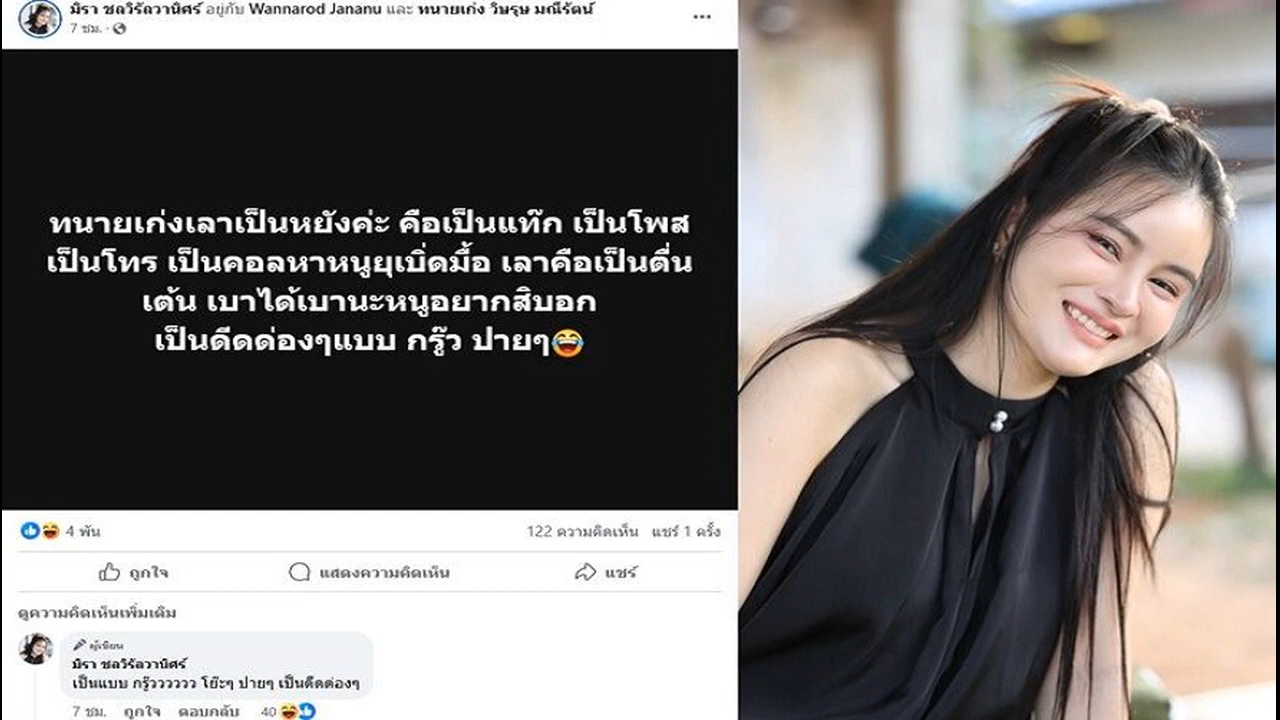 มิรา ชลวิรัลวานิศร์ อยู่กับ Wannarod Jananu และ ทนายเก่ง วิษรุษ มณีรัตน์
7 ชม.
ทนายเก่งเลาเป็นหยังค่ะ คือเป็นแท๊ก เป็นโพส
เป็นโทร เป็นคอลหาหนูยุเบิ่ดมื้อ เลาคือเป็นตื่น
เต้น เบาได้เบานะหนูอยากสิบอก
เป็นดีดด่องๆแบบ กรู๊ว ปายๆ😂
4 พัน
122 ความคิดเห็น แชร์ 1 ครั้ง
ถูกใจ แสดงความคิดเห็น แชร์
ดูความคิดเห็นเพิ่มเติม
ผู้เขียน
มิรา ชลวิรัลวานิศร์
เป็นแบบ กรู๊วววววว โย๊ะๆ ปายๆ เป็นดีดด่องๆ
7 ชม. ถูกใจ ตอบกลับ 40